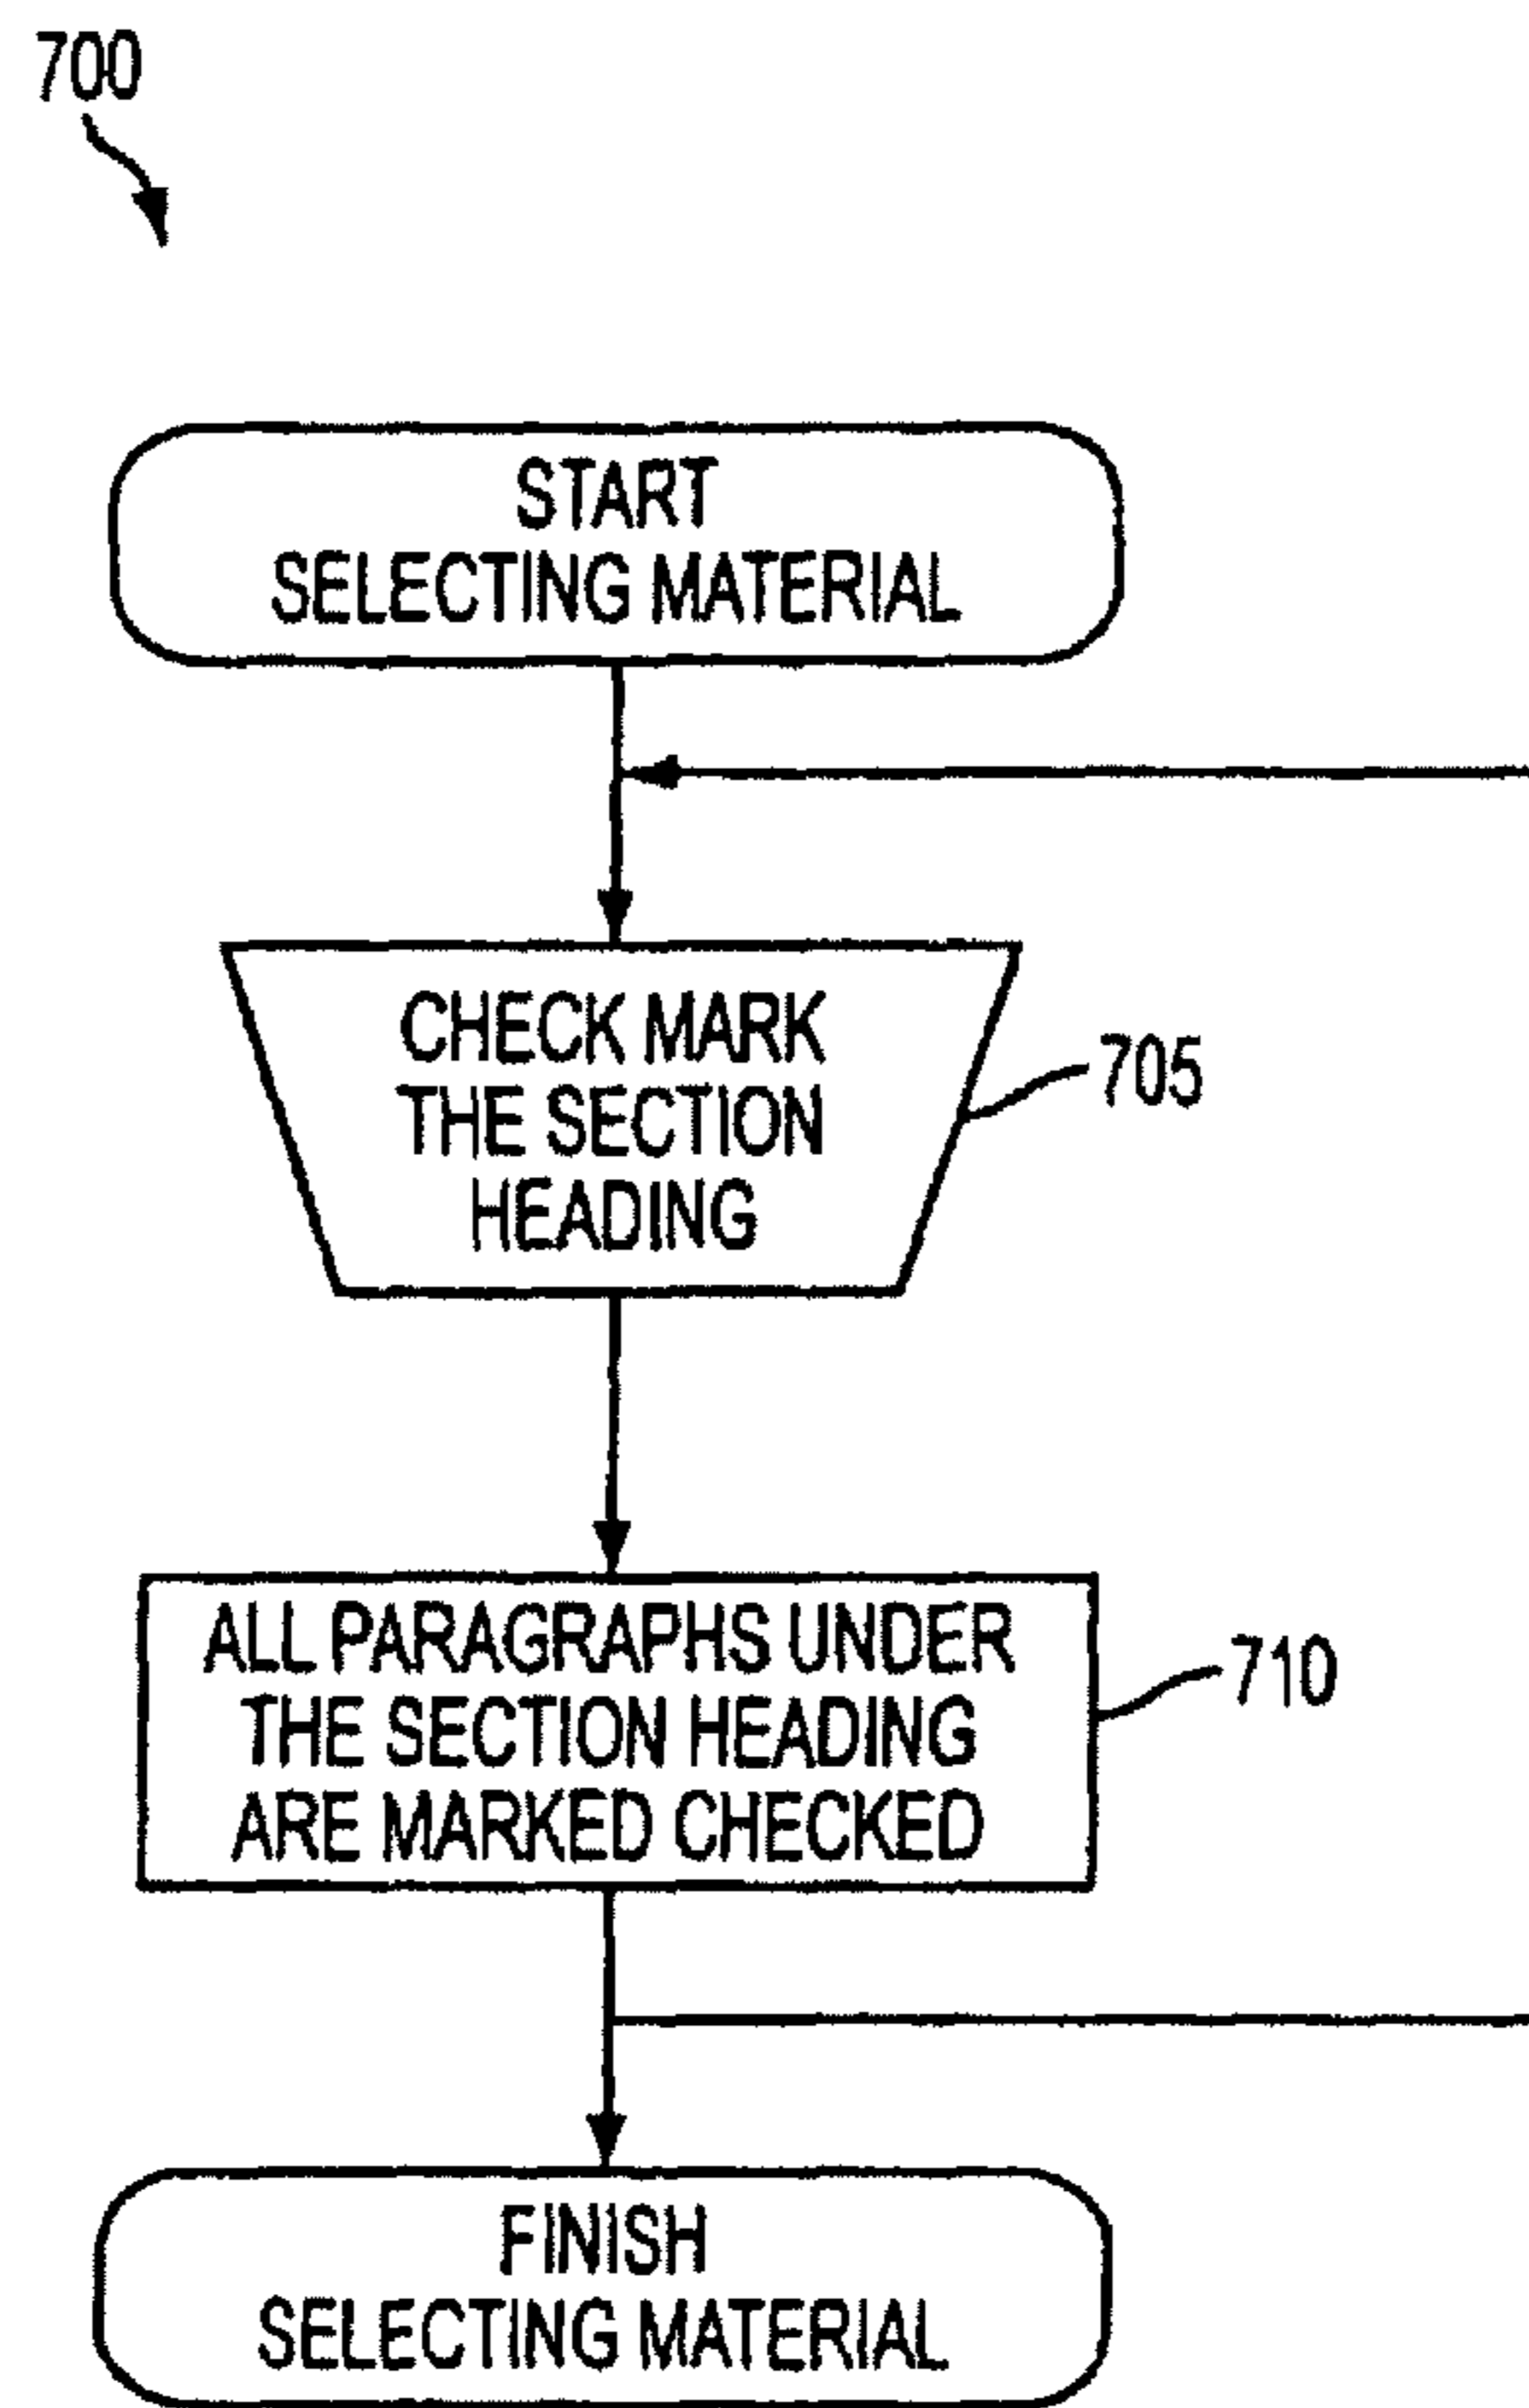 700
START
SELECTING MATERIAL
CHECK MARK
THE SECTION
HEADING
705
ALL PARAGRAPHS UNDER
THE SECTION HEADING
ARE MARKED CHECKED
710
FINISH
SELECTING MATERIAL